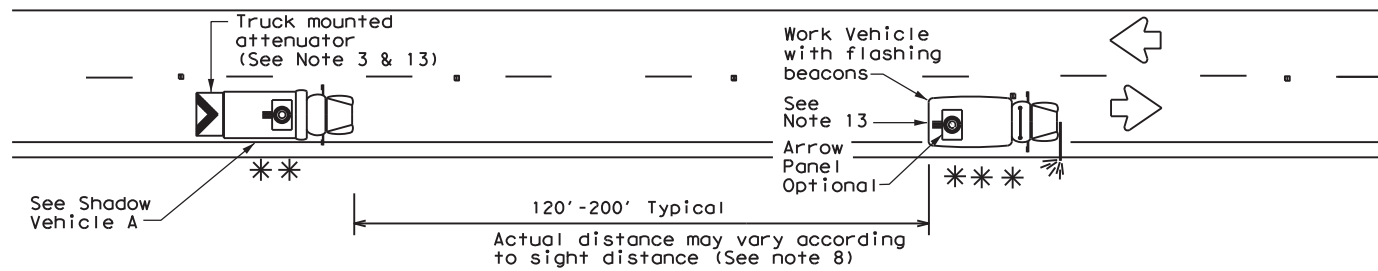 Truck mounted
attenuator
(See Note 3 & 13)
Work Vehicle
with flashing
beacons
See
Note 13
Arrow
Panel
Optional
**
***
See Shadow
Vehicle A
120'-200' Typical
Actual distance may vary according
to sight distance (See note 8)